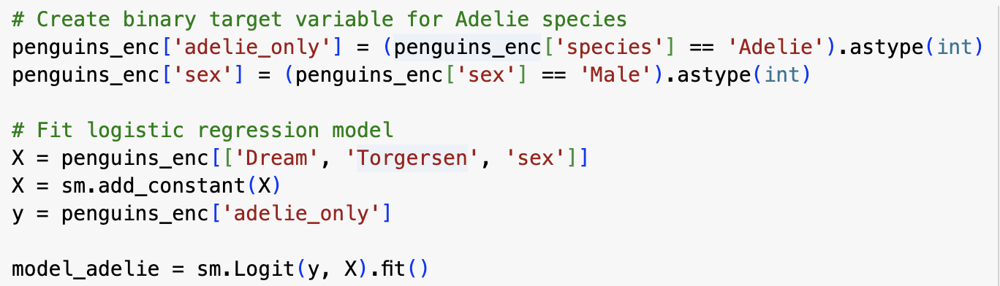 # Create binary target variable for Adelie species
penguins_enc['adelie_only'] = (penguins_enc['species'] == 'Adelie').astype(int)
penguins_enc['sex'] = (penguins_enc['sex'] == 'Male').astype(int)
# Fit logistic regression model
X = penguins_enc[['Dream', 'Torgersen', 'sex']]
X = sm.add_constant(X)
y = penguins_enc['adelie_only']
model_adelie = sm.Logit(y, X).fit()